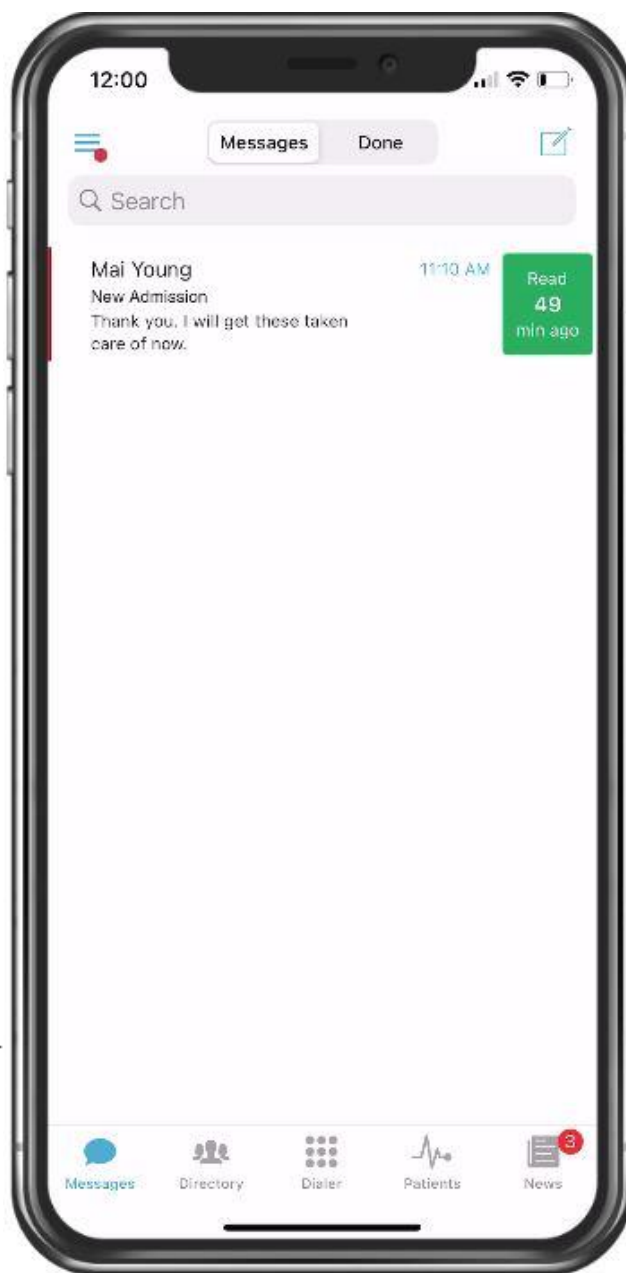 12:00
Messages Done
Search
Mai Young 11:10 AM
New Admission
Thank you. I will get these taken
care of now.
Read
49
min ago
3
Messages Directory Dialer Patients News